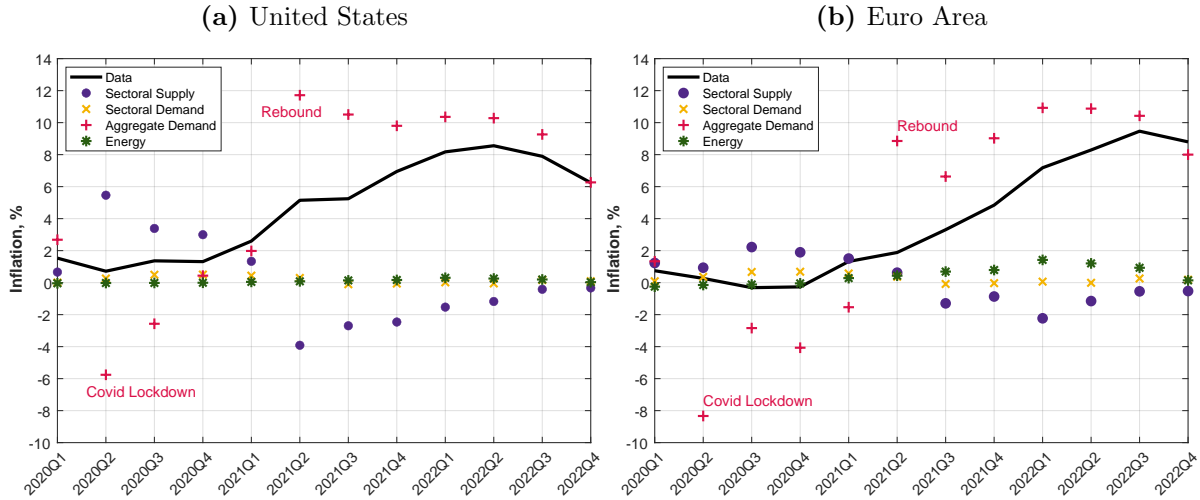 (a) United States
Inflation, %
14
12
10
8
6
4
2
0
-2
-4
-6
-8
-10
Data
Sectoral Supply
Sectoral Demand
Aggregate Demand
Energy
Rebound
Covid Lockdown
2020Q1
2020Q2
2020Q3
2020Q4
2021Q1
2021Q2
2021Q3
2021Q4
2022Q1
2022Q2
2022Q3
2022Q4
(b) Euro Area
Inflation, %
14
12
10
8
6
4
2
0
-2
-4
-6
-8
-10
Data
Sectoral Supply
Sectoral Demand
Aggregate Demand
Energy
Rebound
Covid Lockdown
2020Q1
2020Q2
2020Q3
2020Q4
2021Q1
2021Q2
2021Q3
2021Q4
2022Q1
2022Q2
2022Q3
2022Q4